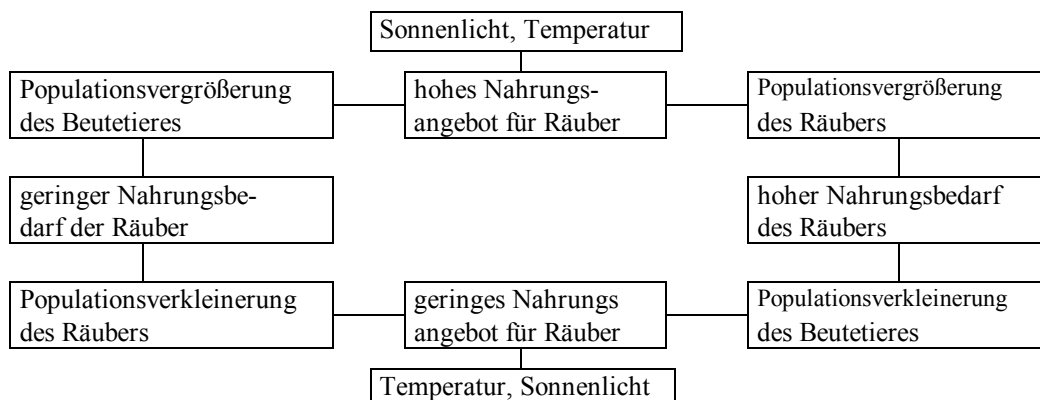 Sonnenlicht, Temperatur
Populationsvergrößerung
des Beutetieres
hohes Nahrungs-
angebot für Räuber
Populationsvergrößerung
des Räubers
geringer Nahrungsbe-
darf der Räuber
hoher Nahrungsbedarf
des Räubers
Populationsverkleinerung
des Räubers
geringes Nahrungs
angebot für Räuber
Populationsverkleinerung
des Beutetieres
Temperatur, Sonnenlicht